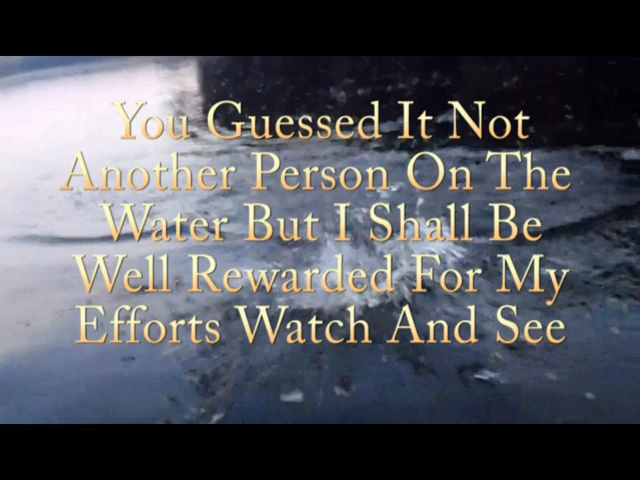 You Guessed It Not
Another Person On The
Water But I Shall Be
Well Rewarded For My
Efforts Watch And See